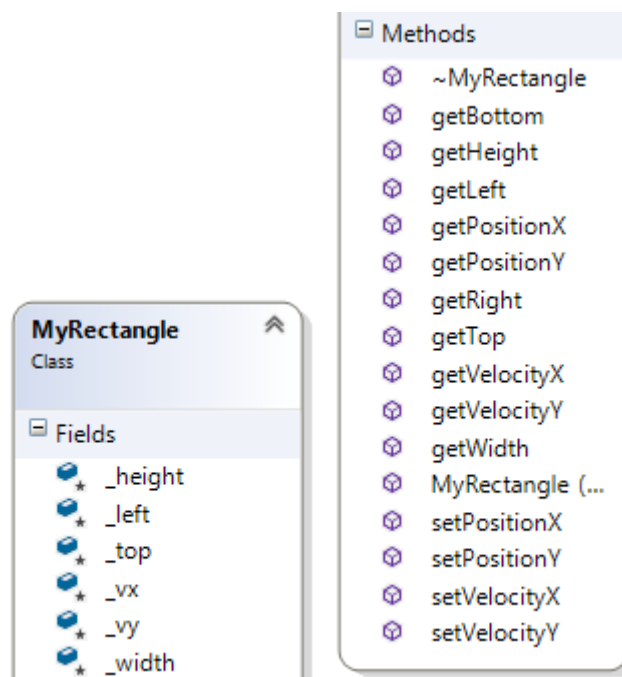 MyRectangle
Class
Fields
_height
_left
_top
_vx
_vy
_width
Methods
~MyRectangle
getBottom
getHeight
getLeft
getPositionX
getPositionY
getRight
getTop
getVelocityX
getVelocityY
getWidth
MyRectangle (...
setPositionX
setPositionY
setVelocityX
setVelocityY